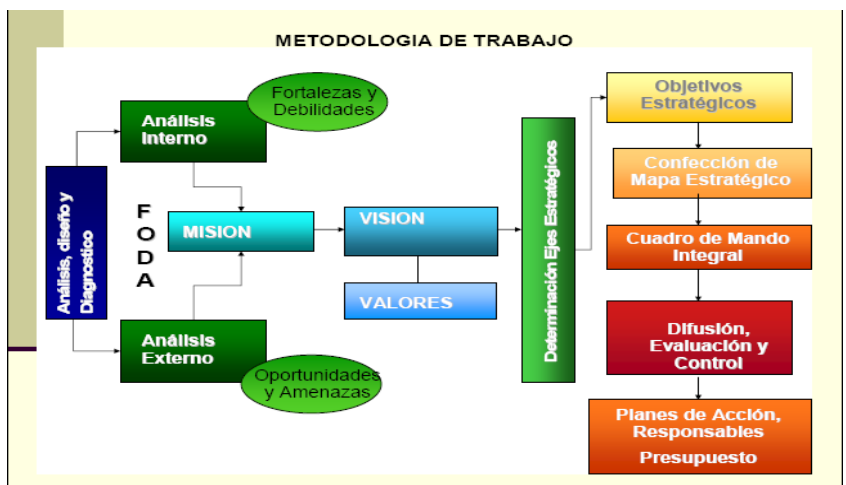 METODOLOGIA DE TRABAJO
Análisis, diseño y
Diagnostico
Análisis
Interno
Fortalezas y
Debilidades
F
O
D
A
MISION
Análisis
Externo
Oportunidades
y Amenazas
VISION
VALORES
Determinación Ejes Estratégicos
Objetivos
Estratégicos
Confección de
Mapa Estratégico
Cuadro de Mando
Integral
Difusión,
Evaluación y
Control
Planes de Acción,
Responsables
Presupuesto